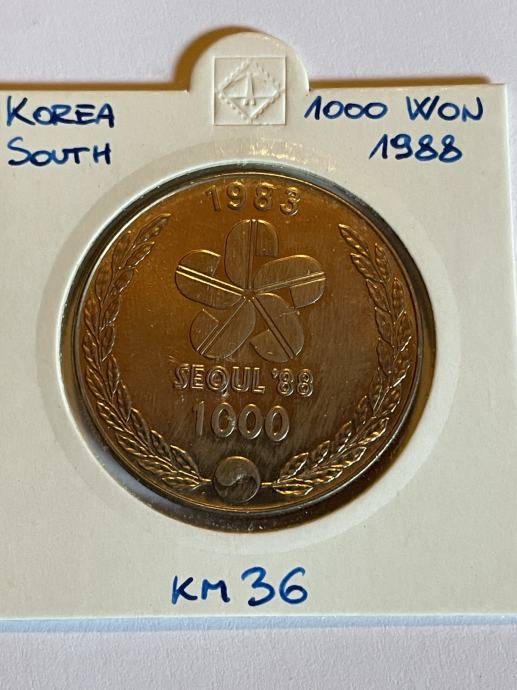 KOREA
SOUTH
1000 WON
1988
1983
SEOUL '88
1000
KM 36